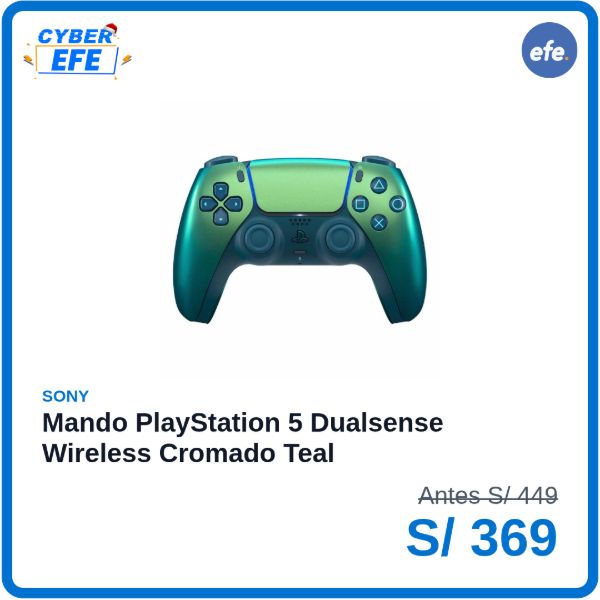 CYBER
EFE
efe.
SONY
Mando PlayStation 5 Dualsense
Wireless Cromado Teal
Antes S/ 449
S/ 369